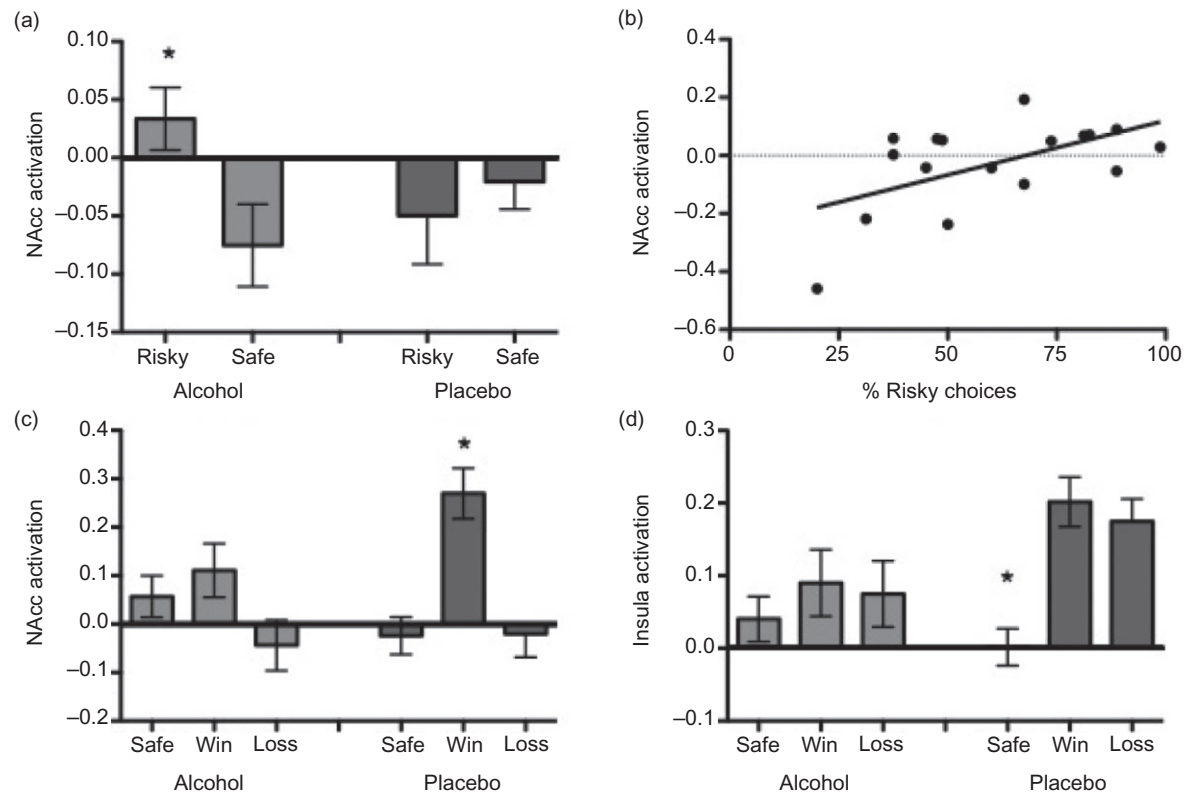 (a)
NAcc activation
0.10
0.05
0.00
–0.05
–0.10
–0.15
*
Risky Safe Risky Safe
Alcohol Placebo
(b)
NAcc activation
0.4
0.2
0.0
–0.2
–0.4
–0.6
0 25 50 75 100
% Risky choices
(c)
NAcc activation
0.4
0.3
0.2
0.1
0.0
–0.1
–0.2
*
Safe Win Loss Safe Win Loss
Alcohol Placebo
(d)
Insula activation
0.3
0.2
0.1
0.0
–0.1
*
Safe Win Loss Safe Win Loss
Alcohol Placebo